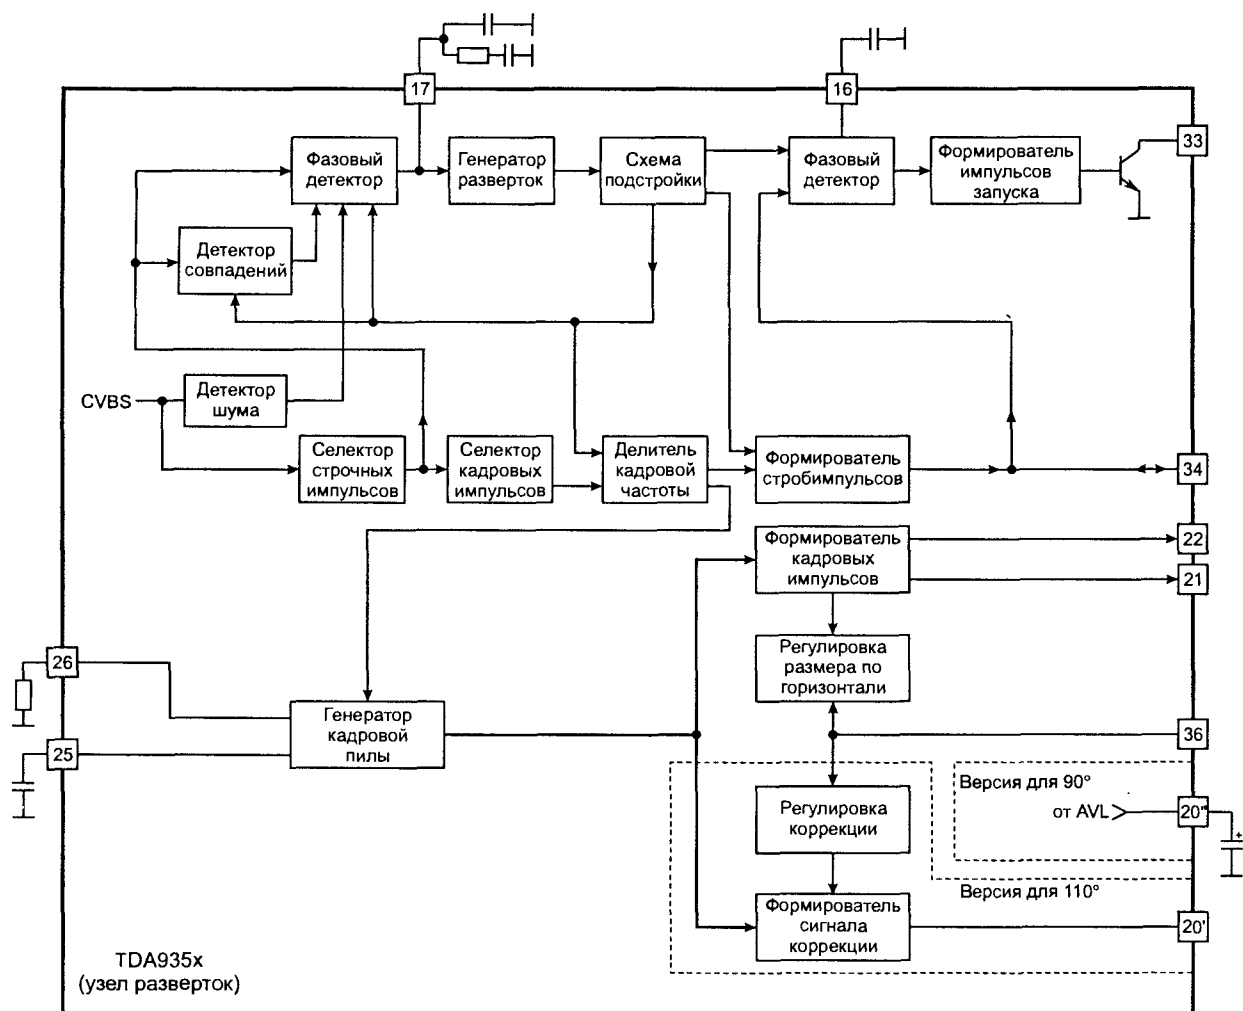 17
16
33
Фазовый
детектор
Генератор
разверток
Схема
подстройки
Фазовый
детектор
Формирователь
импульсов
запуска
Детектор
совпадений
CVBS
Детектор
шума
Селектор
строчных
импульсов
Селектор
кадровых
импульсов
Делитель
кадровой
частоты
Формирователь
стробимпульсов
34
Формирователь
кадровых
импульсов
22
21
26
Регулировка
размера по
горизонтали
Генератор
кадровой
пилы
25
36
Версия для 90°
Регулировка
коррекции
от AVL
20"
+
Версия для 110°
Формирователь
сигнала
коррекции
20'
TDA935x
(узел разверток)